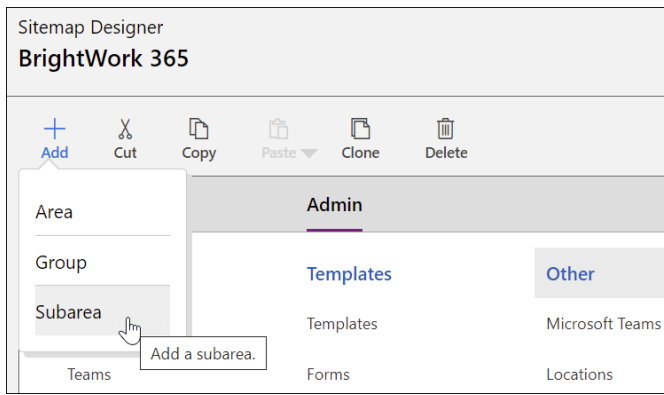 Sitemap Designer
BrightWork 365
Add Cut Copy Paste Clone Delete
Area
Group
Subarea
Add a subarea.
Teams
Admin
Templates Other
Templates Microsoft Teams
Forms Locations